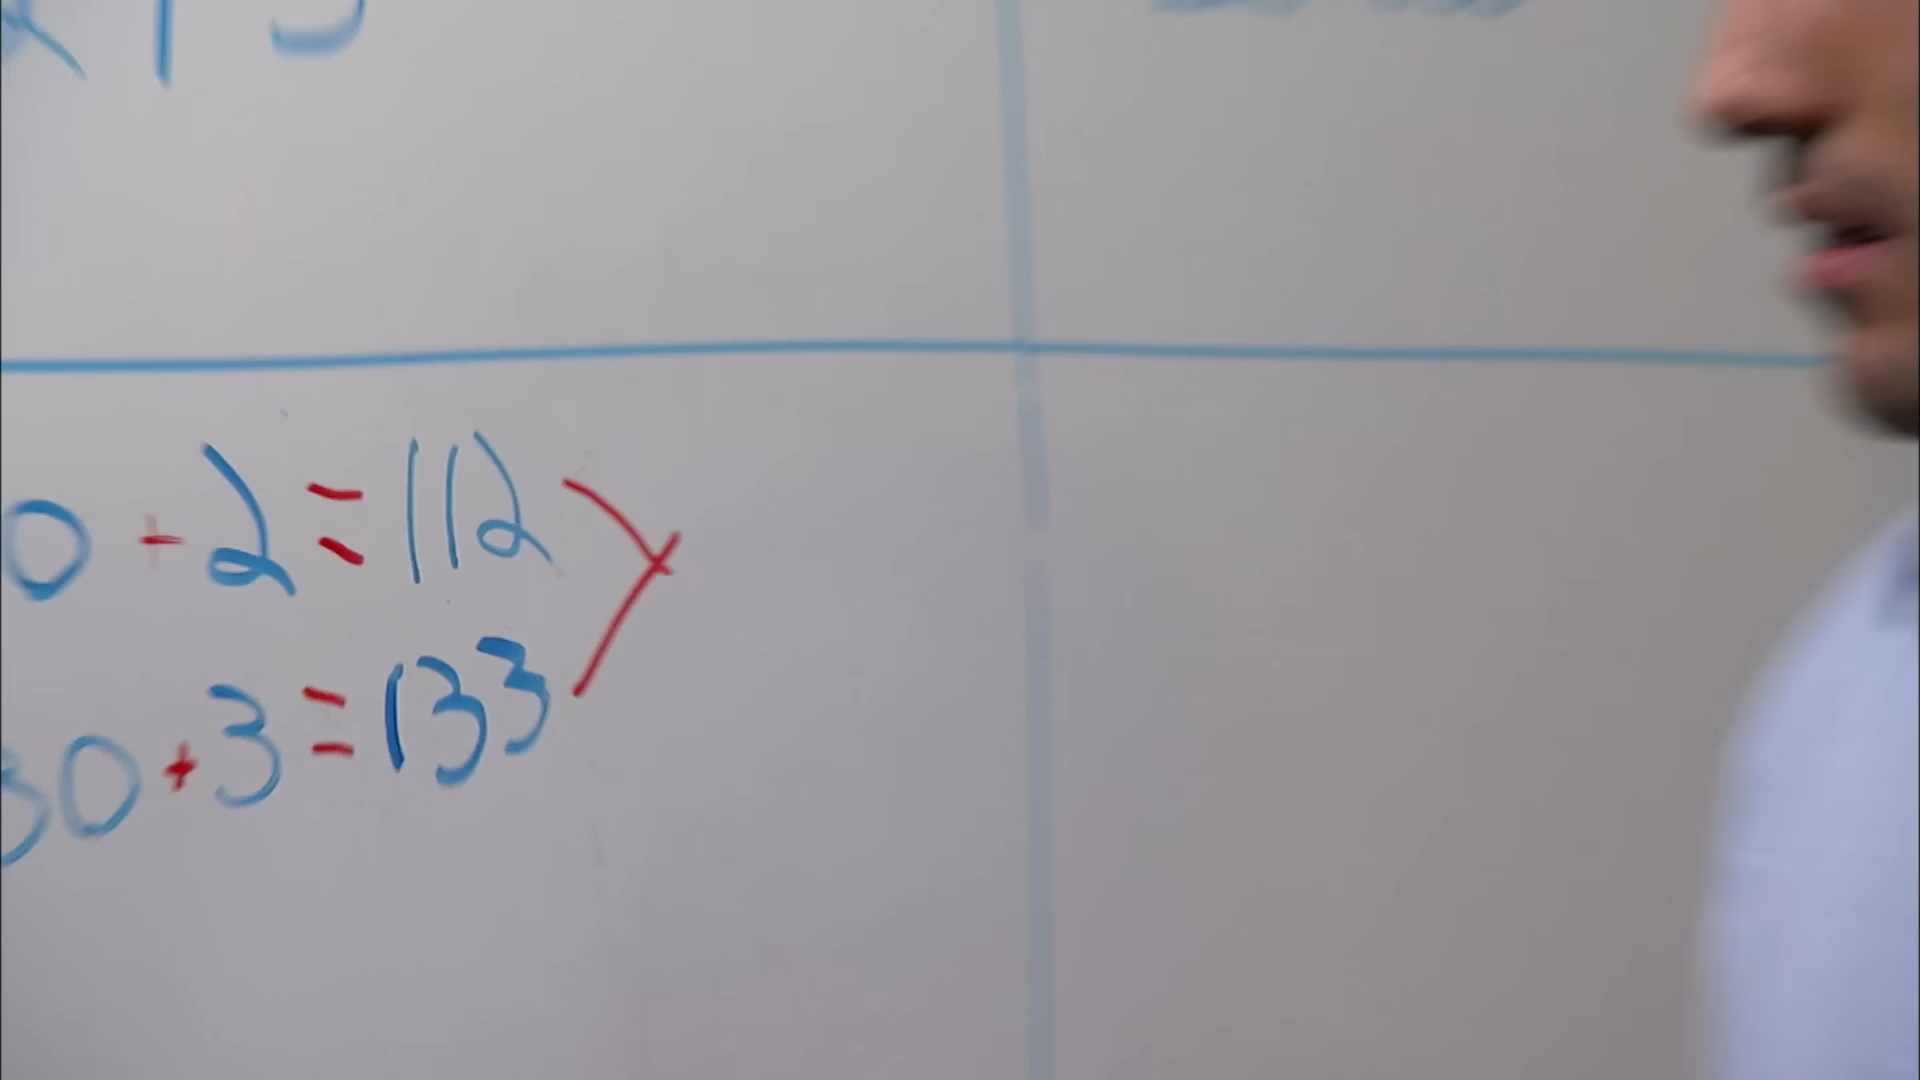 0 + 2 = 112
30 + 3 = 133